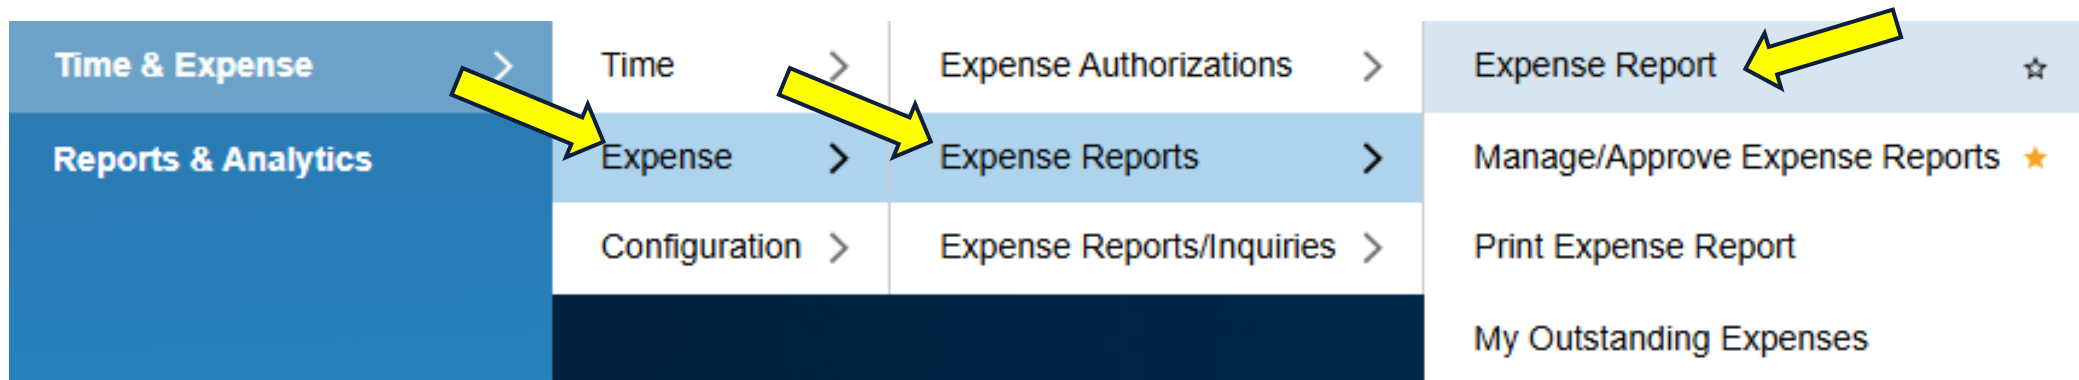 Time & Expense
Reports & Analytics
Time
Expense
Configuration
Expense Authorizations
Expense Reports
Expense Reports/Inquiries
Expense Report
Manage/Approve Expense Reports
Print Expense Report
My Outstanding Expenses